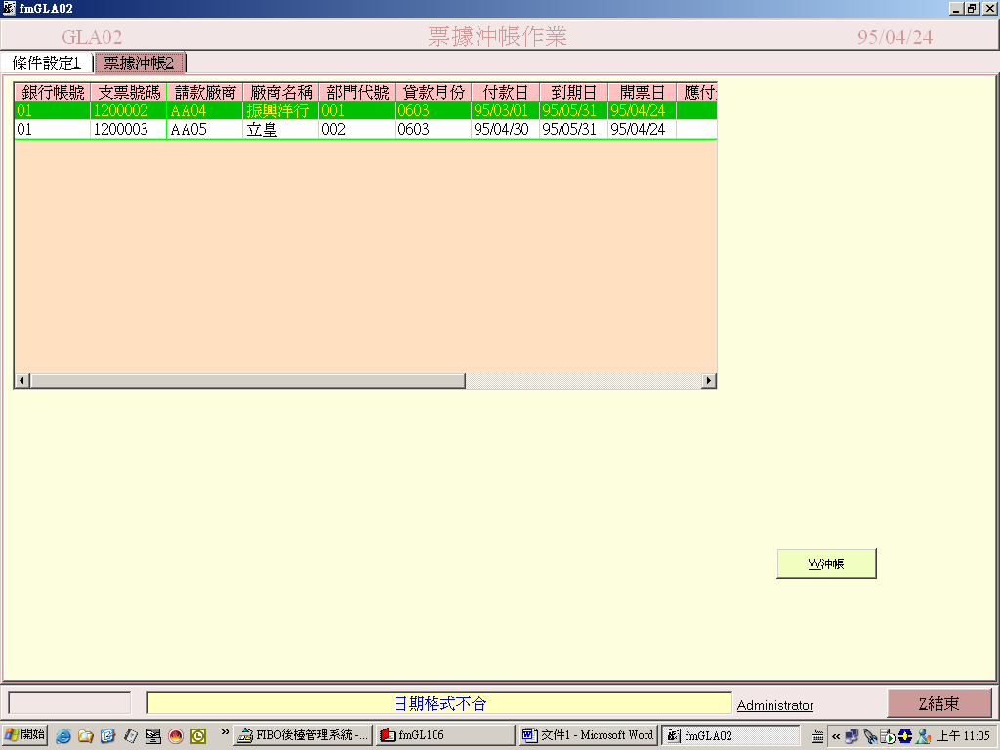 fmGLA02
GLA02 票據沖帳作業 95/04/24
條件設定1 票據沖帳2
銀行帳號 支票號碼 請款廠商 廠商名稱 部門代號 貸款月份 付款日 到期日 開票日 應付
01 1200002 AA04 振興洋行 001 0603 95/03/01 95/05/31 95/04/24
01 1200003 AA05 立皇 002 0603 95/04/30 95/05/31 95/04/24
W沖帳
日期格式不合 Administrator Z結束
開始 » FIBO後檯管理系統 -... fmGL106 文件1 - Microsoft Word fmGLA02 « 上午 11:05